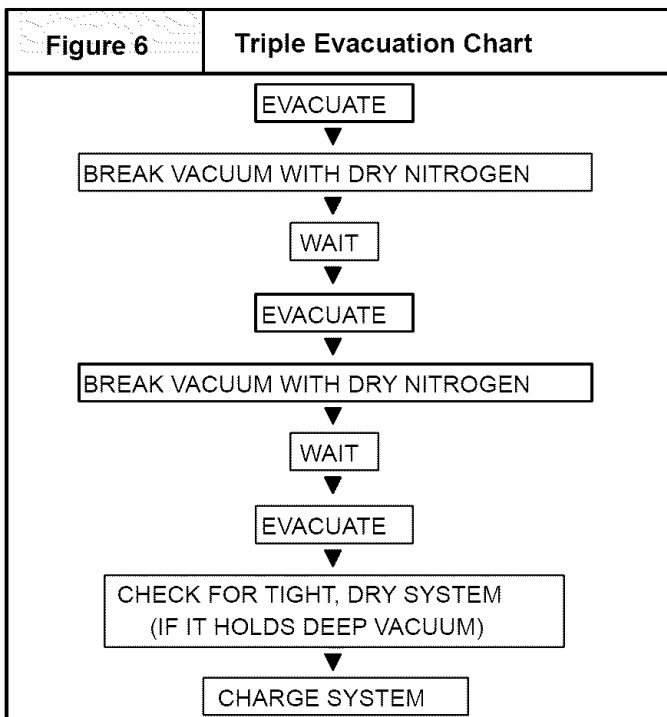 Figure 6
Triple Evacuation Chart
EVACUATE
BREAK VACUUM WITH DRY NITROGEN
WAIT
EVACUATE
BREAK VACUUM WITH DRY NITROGEN
WAIT
EVACUATE
CHECK FOR TIGHT, DRY SYSTEM
(IF IT HOLDS DEEP VACUUM)
CHARGE SYSTEM